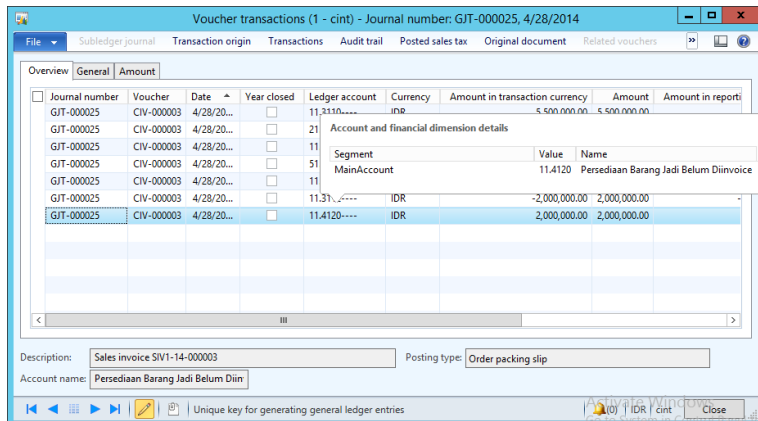 Voucher transactions (1 - cint) - Journal number: GJT-000025, 4/28/2014
File Subledger journal Transaction origin Transactions Audit trail Posted sales tax Original document Related vouchers »
Overview General Amount
Journal number Voucher Date Year closed Ledger account Currency Amount in transaction currency Amount Amount in reporti
GJT-000025 CIV-000003 4/28/20... 11.3110---- IDR 5,500,000.00 5,500,000.00
GJT-000025 CIV-000003 4/28/20... 21
GJT-000025 CIV-000003 4/28/20... 11
GJT-000025 CIV-000003 4/28/20... 51
GJT-000025 CIV-000003 4/28/20... 11
Account and financial dimension details
Segment Value Name
MainAccount 11.4120 Persediaan Barang Jadi Belum Diinvoice
GJT-000025 CIV-000003 4/28/20... IDR -2,000,000.00 2,000,000.00 -
GJT-000025 CIV-000003 4/28/20... 11.4120---- IDR 2,000,000.00 2,000,000.00
Description: Sales invoice SIV1-14-000003 Posting type: Order packing slip
Account name: Persediaan Barang Jadi Belum Diin
Unique key for generating general ledger entries (0) IDR cint Close
Activate Windows